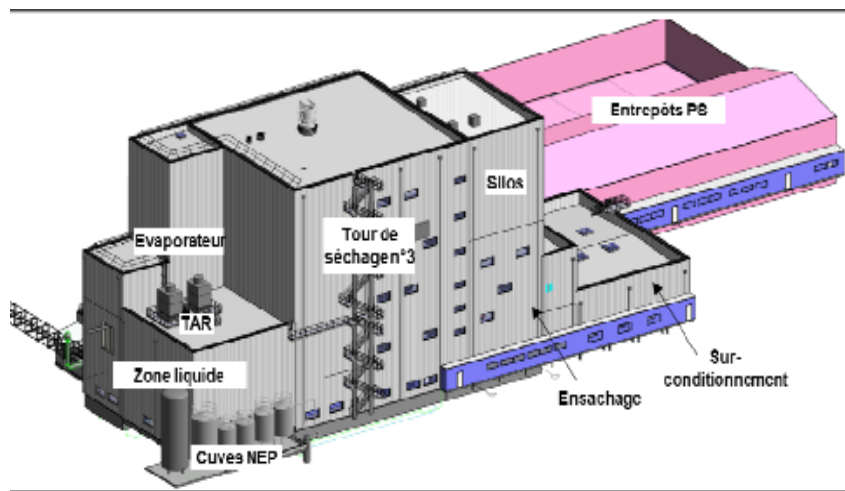 Entrepôts PS
Silos
Evaporateur
Tour de
séchage n°3
TAR
Zone liquide
Sur-
conditionnement
Ensachage
Cuves NEP